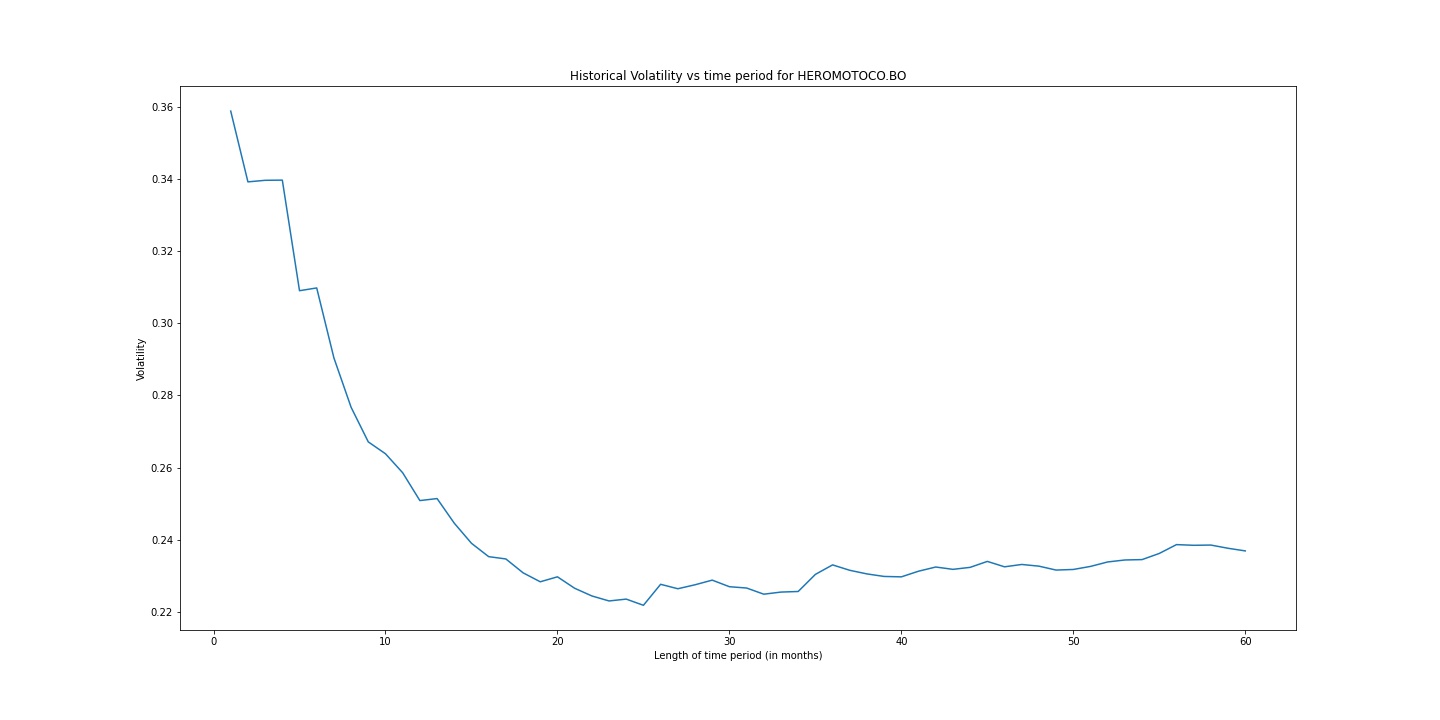 Historical Volatility vs time period for HEROMOTOCO.BO
0.36
0.34
0.32
0.30
0.28
0.26
0.24
0.22
Volatility
0 10 20 30 40 50 60
Length of time period (in months)